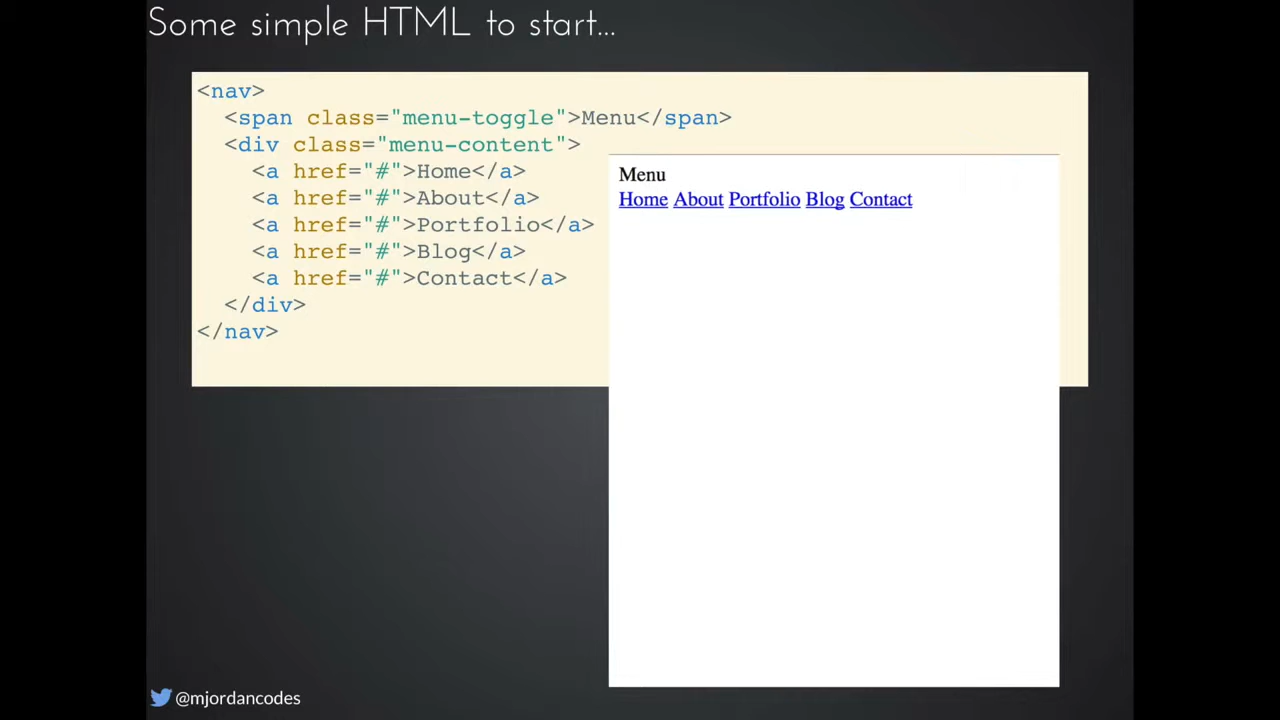 Some simple HTML to start...
<nav>
  <span class="menu-toggle">Menu</span>
  <div class="menu-content">
    <a href="#">Home</a>
    <a href="#">About</a>
    <a href="#">Portfolio</a>
    <a href="#">Blog</a>
    <a href="#">Contact</a>
  </div>
</nav>
Menu
Home About Portfolio Blog Contact
@mjordancodes